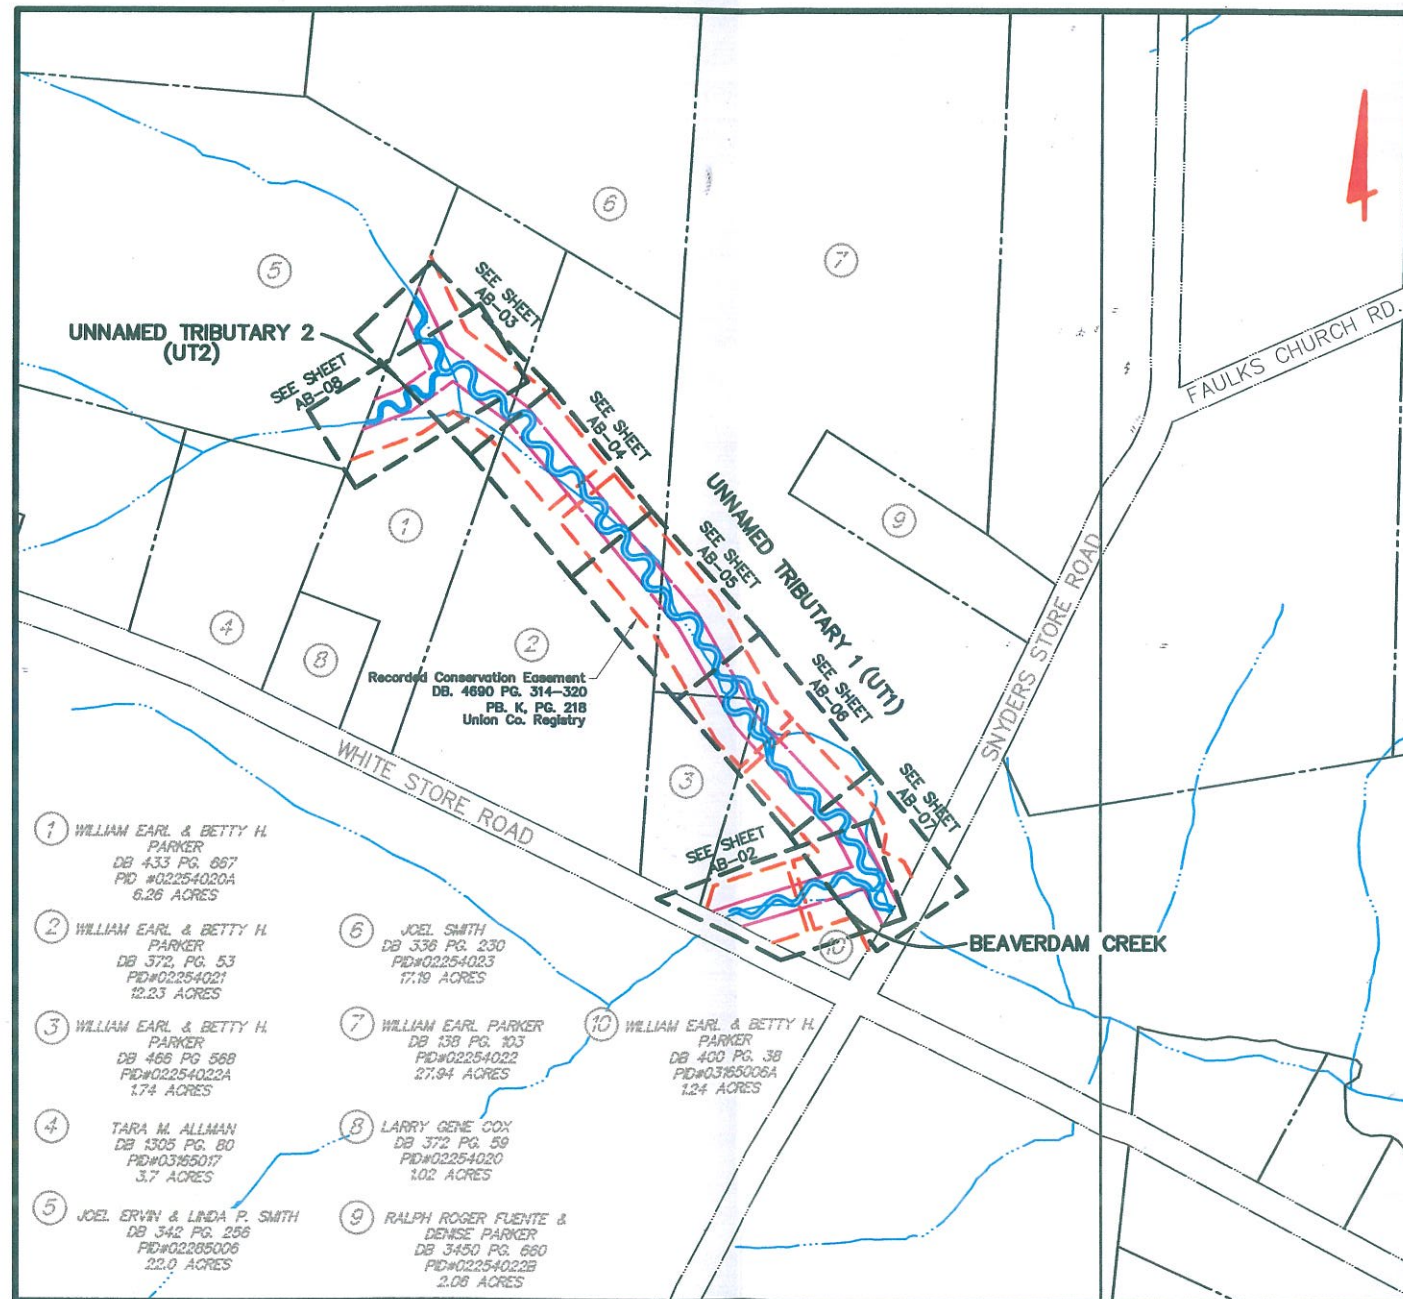 6
7
5
UNNAMED TRIBUTARY 2
(UT2)
SEE SHEET
AB-03
SEE SHEET
AB-08
SEE SHEET
AB-04
FAULKS CHURCH RD.
UNNAMED TRIBUTARY 1 (UT1)
SEE SHEET
AB-05
9
1
SNYDERS STORE ROAD
4
8
2
Recorded Conservation Easement
DB. 4690 PG. 314-320
PB. K, PG. 218
Union Co. Registry
SEE SHEET
AB-06
WHITE STORE ROAD
3
SEE SHEET
AB-07
SEE SHEET
AB-02
10
BEAVERDAM CREEK
1 WILLIAM EARL & BETTY H.
PARKER
DB 433 PG. 667
PID #02254020A
6.26 ACRES
2 WILLIAM EARL & BETTY H.
PARKER
DB 372, PG. 53
PID#02254021
12.23 ACRES
3 WILLIAM EARL & BETTY H.
PARKER
DB 466 PG 568
PID#02254022A
1.74 ACRES
4 TARA M. ALLMAN
DB 1305 PG. 80
PID#03165017
3.7 ACRES
5 JOEL ERVIN & LINDA P. SMITH
DB 342 PG. 256
PID#02285006
22.0 ACRES
6 JOEL SMITH
DB 336 PG. 230
PID#02254023
17.19 ACRES
7 WILLIAM EARL PARKER
DB 138 PG. 103
PID#02254022
27.94 ACRES
8 LARRY GENE COX
DB 372 PG. 59
PID#02254020
1.02 ACRES
9 RALPH ROGER FUENTE &
DENISE PARKER
DB 3450 PG. 660
PID#02254022B
2.06 ACRES
10 WILLIAM EARL & BETTY H.
PARKER
DB 400 PG. 38
PID#03165006A
1.24 ACRES